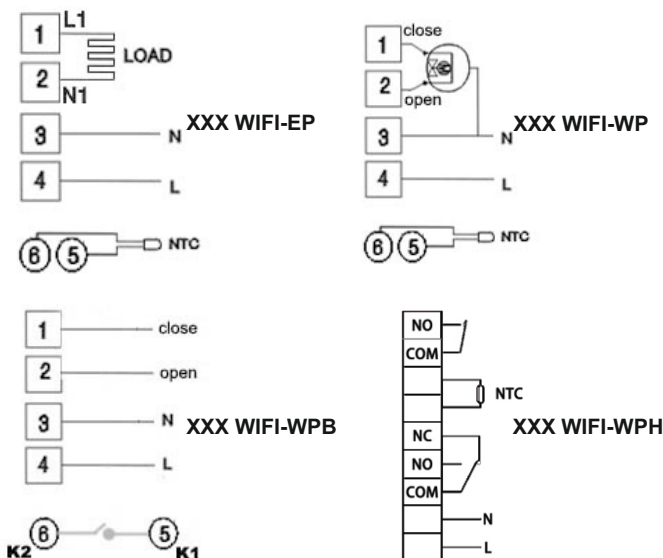 1 L1
LOAD
2 N1
3 N
4 L
XXX WIFI-EP
6 5 NTC
1 close
2 open
3 N
4 L
XXX WIFI-WP
6 5 NTC
1 close
2 open
3 N
4 L
XXX WIFI-WPB
K2 6 5 K1
NO
COM
NTC
NC
NO
COM
N
L
XXX WIFI-WPH